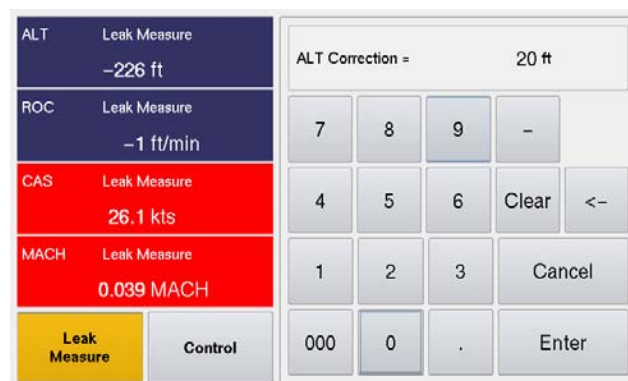 ALT Leak Measure
−226 ft
ROC Leak Measure
−1 ft/min
CAS Leak Measure
26.1 kts
MACH Leak Measure
0.039 MACH
Leak
Measure
Control
ALT Correction = 20 ft
7 8 9 −
4 5 6 Clear <−
1 2 3 Cancel
000 0 . Enter